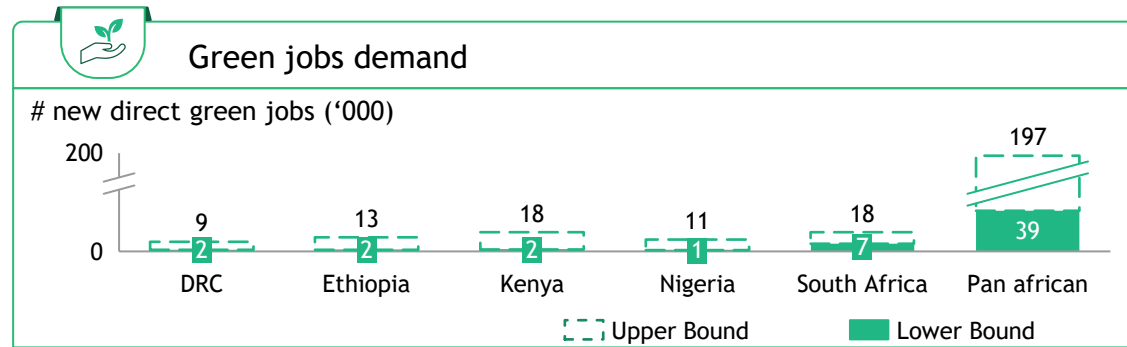 Green jobs demand
# new direct green jobs (‘000)
200
0
9
2
13
2
18
2
11
1
18
7
197
39
DRC
Ethiopia
Kenya
Nigeria
South Africa
Pan african
Upper Bound
Lower Bound